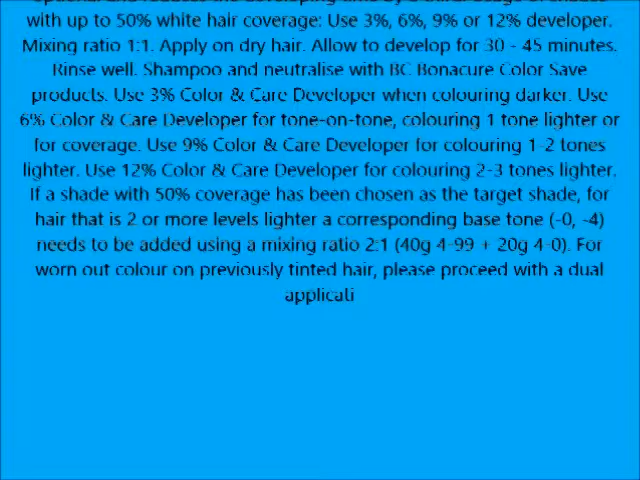 with up to 50% white hair coverage: Use 3%, 6%, 9% or 12% developer.
Mixing ratio 1:1. Apply on dry hair. Allow to develop for 30 - 45 minutes.
Rinse well. Shampoo and neutralise with BC Bonacure Color Save
products. Use 3% Color & Care Developer when colouring darker. Use
6% Color & Care Developer for tone-on-tone, colouring 1 tone lighter or
for coverage. Use 9% Color & Care Developer for colouring 1-2 tones
lighter. Use 12% Color & Care Developer for colouring 2-3 tones lighter.
If a shade with 50% coverage has been chosen as the target shade, for
hair that is 2 or more levels lighter a corresponding base tone (-0, -4)
needs to be added using a mixing ratio 2:1 (40g 4-99 + 20g 4-0). For
worn out colour on previously tinted hair, please proceed with a dual
applicati